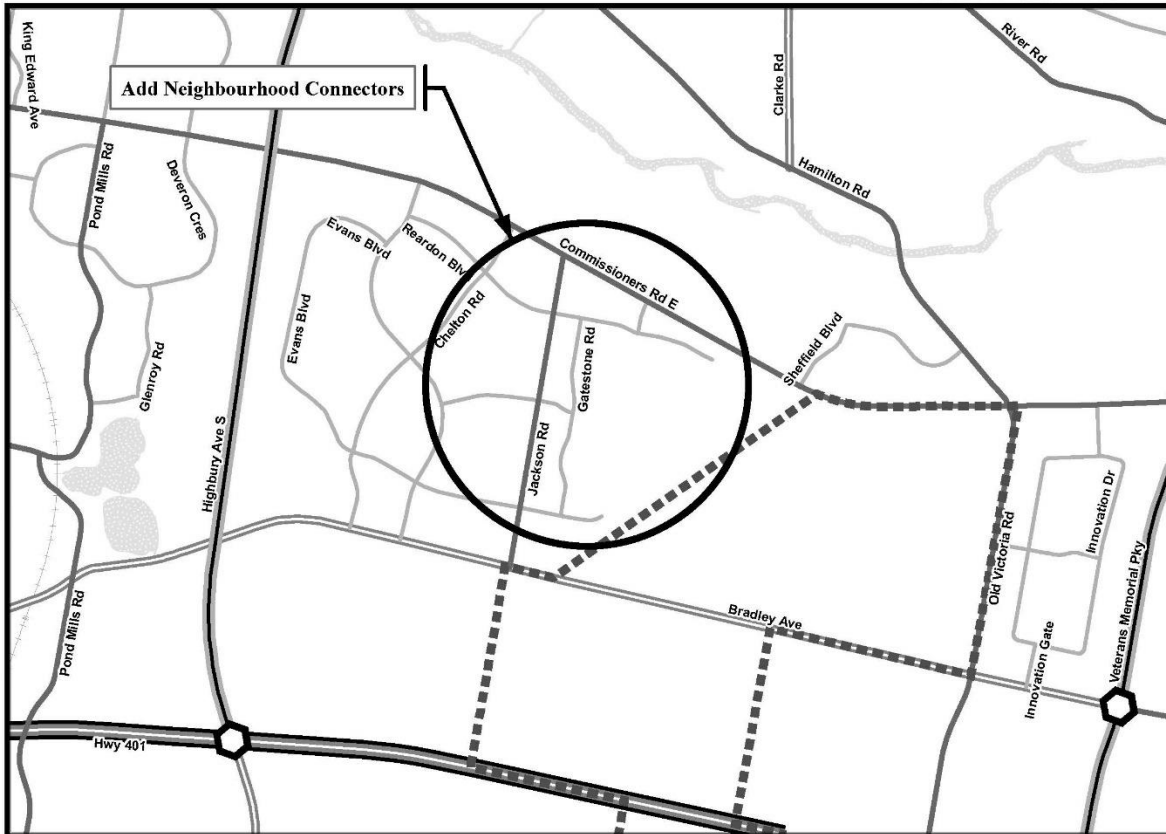 King Edward Ave
Clarke Rd
River Rd
Add Neighbourhood Connectors
Pond Mills Rd
Deveron Cres
Hamilton Rd
Evans Blvd
Reardon Blv
Commissioners Rd E
Evans Blvd
Chelton Rd
Sheffield Blvd
Glenroy Rd
Gatestone Rd
Highbury Ave S
Jackson Rd
Innovation Dr
Old Victoria Rd
Bradley Ave
Pond Mills Rd
Innovation Gate
Veterans Memorial Pky
Hwy 401